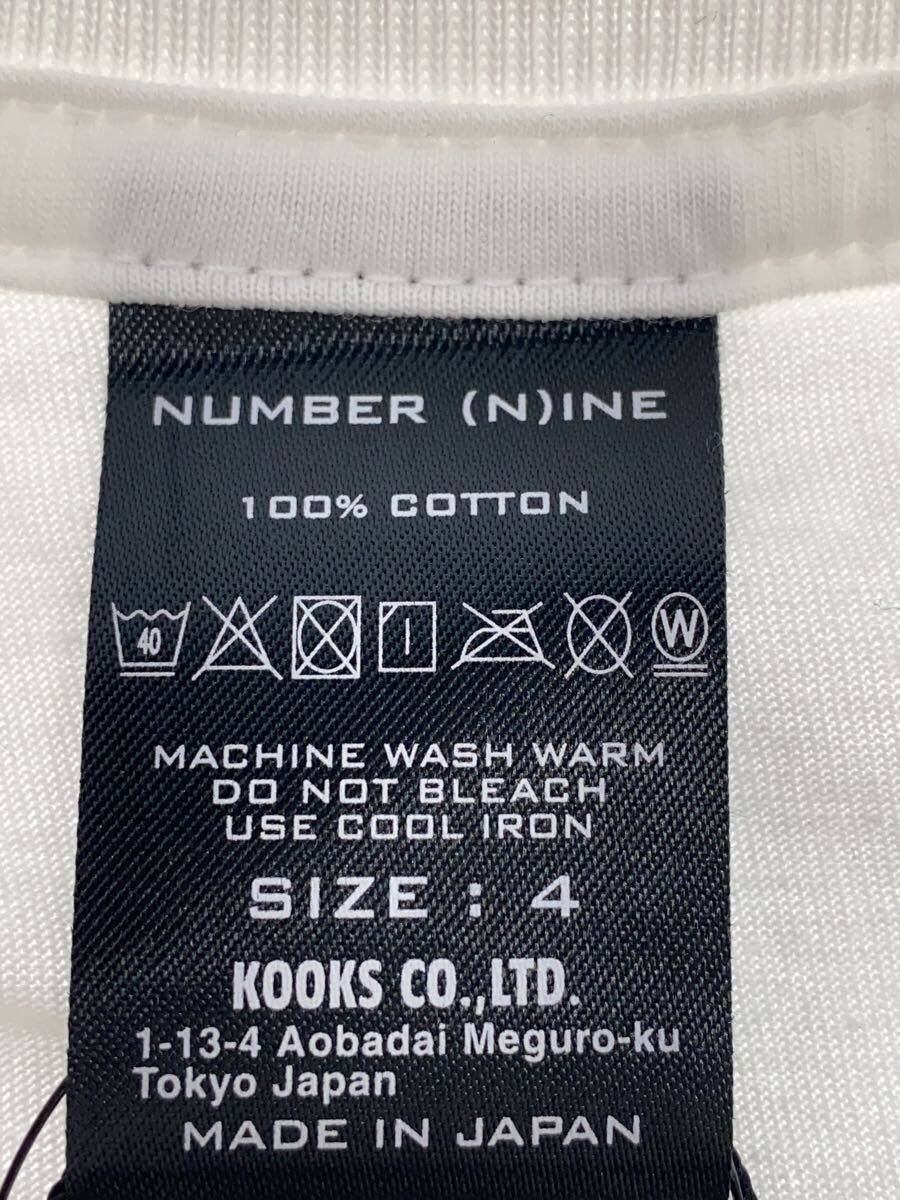 NUMBER (N)INE
100% COTTON
40 W
MACHINE WASH WARM
DO NOT BLEACH
USE COOL IRON
SIZE : 4
KOOKS CO.,LTD.
1-13-4 Aobadai Meguro-ku
Tokyo Japan
MADE IN JAPAN